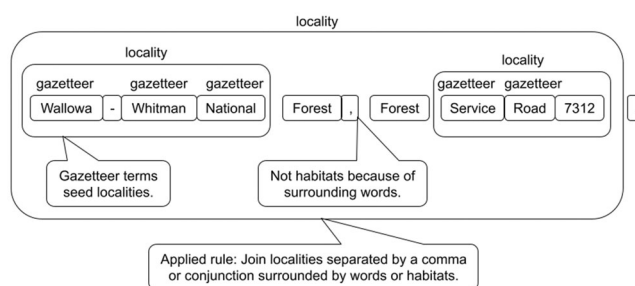 locality
locality
locality
gazetteer gazetteer gazetteer
gazetteer gazetteer
Wallowa - Whitman National Forest , Forest Service Road 7312
Gazetteer terms
seed localities.
Not habitats because of
surrounding words.
Applied rule: Join localities separated by a comma
or conjunction surrounded by words or habitats.